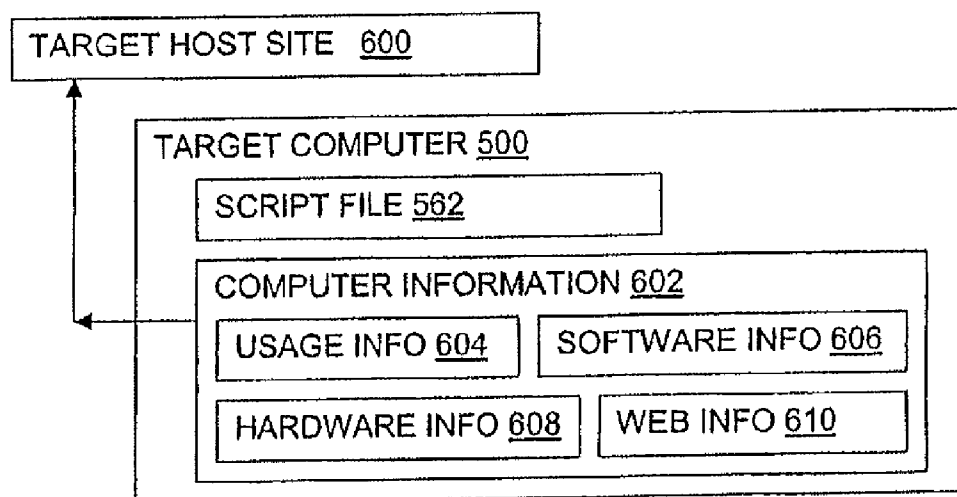 TARGET HOST SITE 600
TARGET COMPUTER 500
SCRIPT FILE 562
COMPUTER INFORMATION 602
USAGE INFO 604
SOFTWARE INFO 606
HARDWARE INFO 608
WEB INFO 610